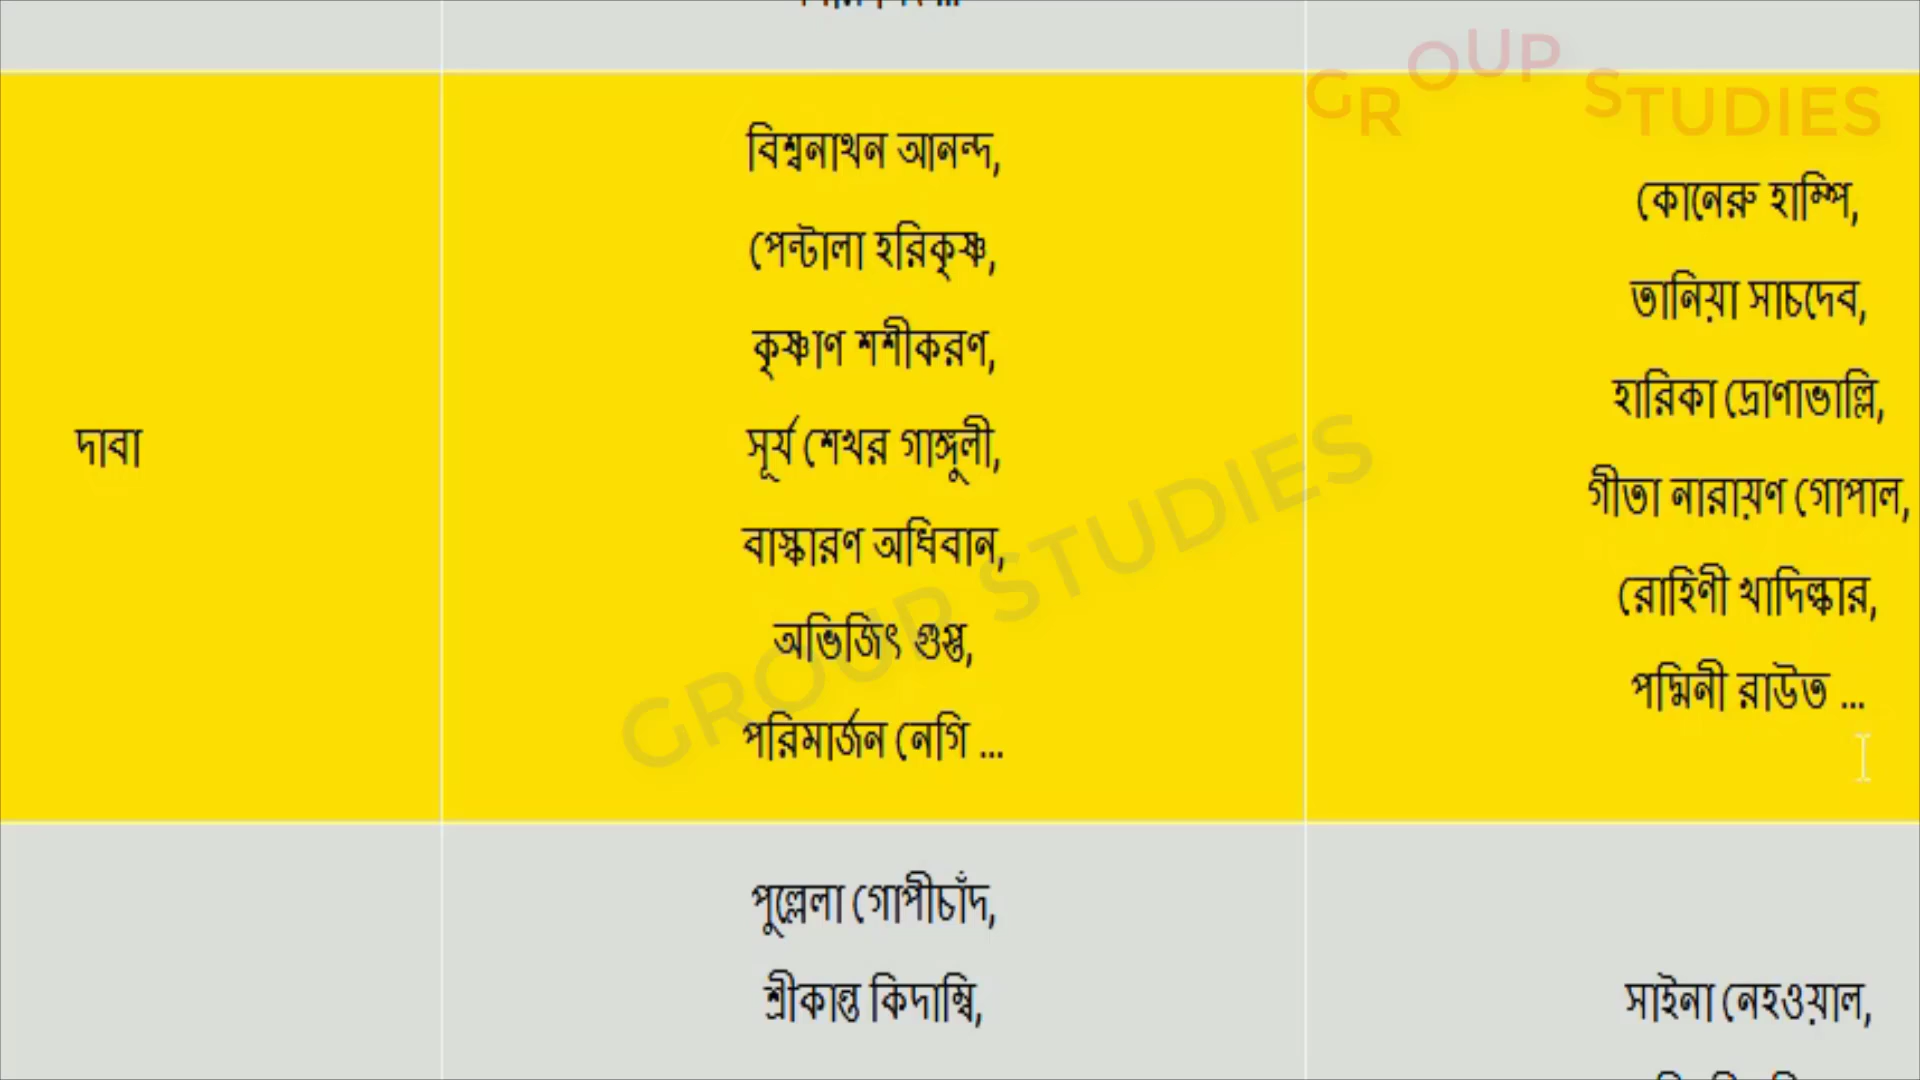 GROUP STUDIES
দাবা
বিশ্বনাথন আনন্দ,
পেন্টালা হরিকৃষ্ণ,
কৃষ্ণাণ শশীকরণ,
সূর্য শেখর গাঙ্গুলী,
বাস্কারণ অধিবান,
অভিজিৎ গুপ্ত,
পরিমার্জন নেগি ...
কোনেরু হাম্পি,
তানিয়া সাচদেব,
হারিকা দ্রোণাভাল্লি,
গীতা নারায়ণ গোপাল,
রোহিণী খাদিল্কার,
পদ্মিনী রাউত ...
GROUP STUDIES
পুল্লেলা গোপীচাঁদ,
শ্রীকান্ত কিদাম্বি,
সাইনা নেহওয়াল,